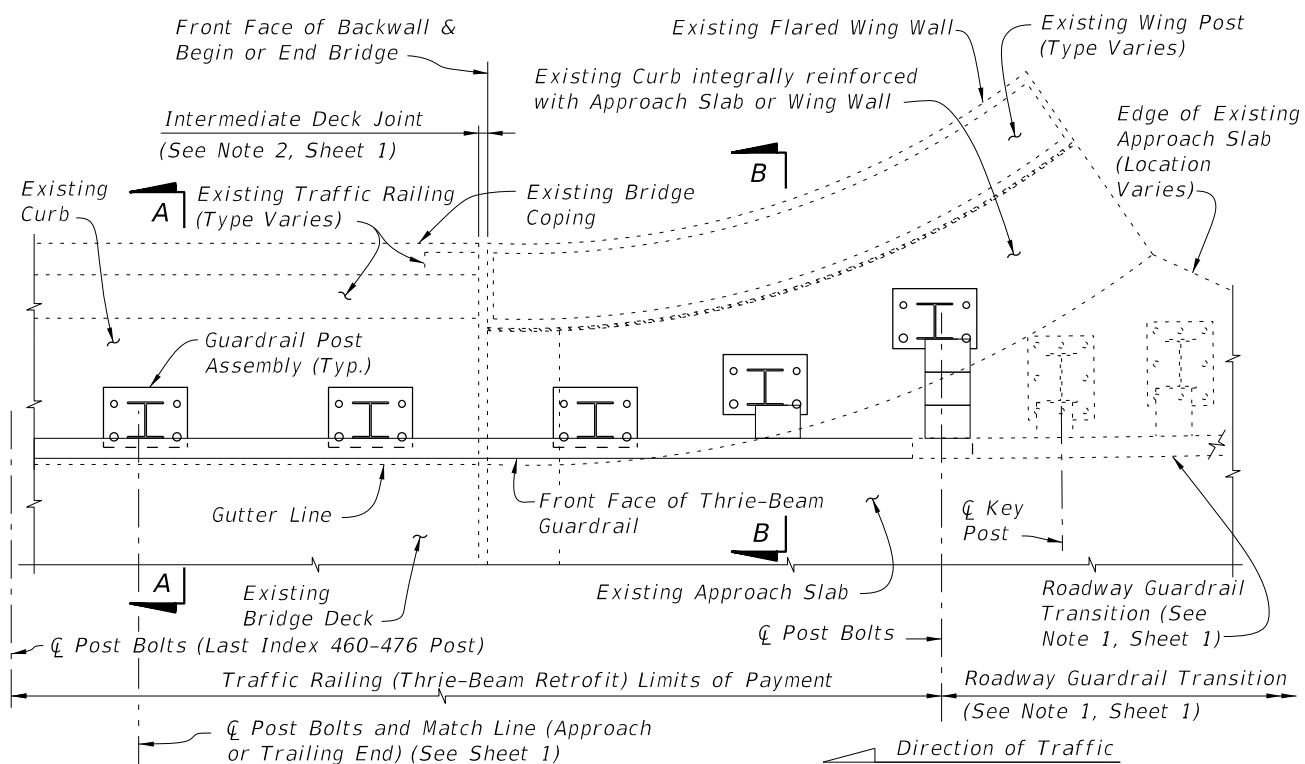 Front Face of Backwall &
Begin or End Bridge
Existing Flared Wing Wall
Existing Wing Post
(Type Varies)
Existing Curb integrally reinforced
with Approach Slab or Wing Wall
Intermediate Deck Joint
(See Note 2, Sheet 1)
Edge of Existing
Approach Slab
(Location
Varies)
Existing
Curb
A
Existing Traffic Railing
(Type Varies)
Existing Bridge
Coping
B
Guardrail Post
Assembly (Typ.)
Gutter Line
Front Face of Thrie-Beam
Guardrail
B
℄ Key
Post
A
Existing
Bridge Deck
Existing Approach Slab
Roadway Guardrail
Transition (See
Note 1, Sheet 1)
℄ Post Bolts (Last Index 460-476 Post)
℄ Post Bolts
Traffic Railing (Thrie-Beam Retrofit) Limits of Payment
Roadway Guardrail Transition
(See Note 1, Sheet 1)
℄ Post Bolts and Match Line (Approach
or Trailing End) (See Sheet 1)
Direction of Traffic